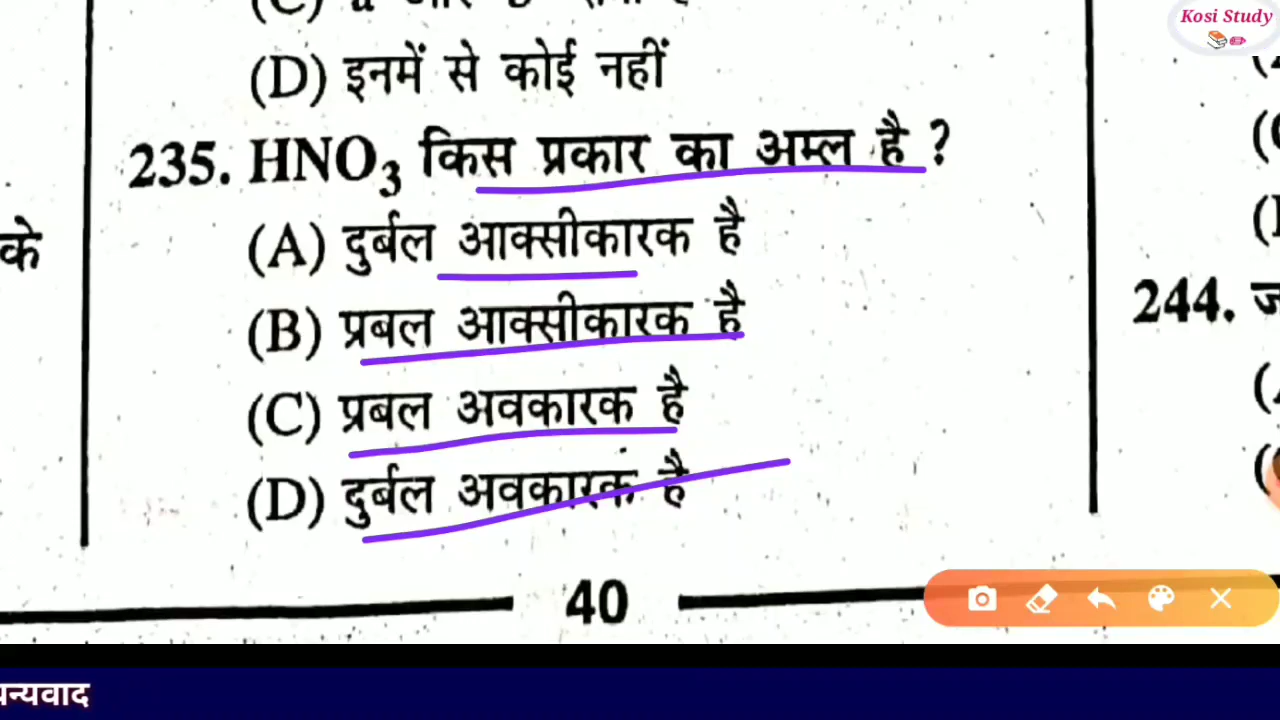 Kosi Study
(D) इनमें से कोई नहीं
235. HNO₃ किस प्रकार का अम्ल है ?
(A) दुर्बल आक्सीकारक है
(B) प्रबल आक्सीकारक है
(C) प्रबल अवकारक है
(D) दुर्बल अवकारक है
के
244.
40